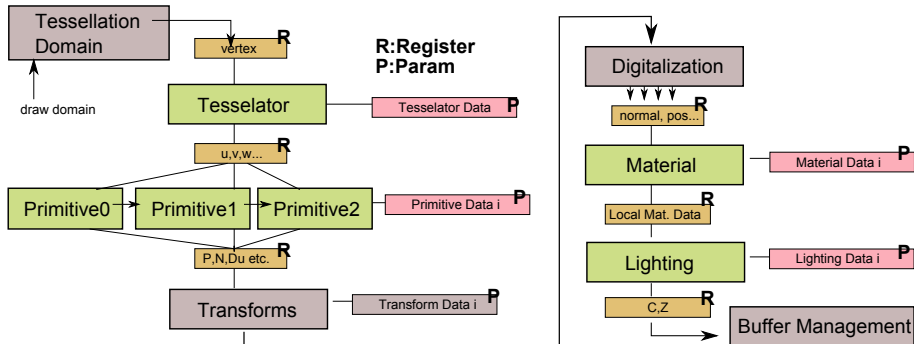 Tessellation
Domain
R
vertex
R:Register
P:Param
draw domain
Tesselator
P
Tesselator Data
R
u,v,w...
Primitive0
Primitive1
Primitive2
P
Primitive Data i
R
P,N,Du etc.
Transforms
P
Transform Data i
Digitalization
R
normal, pos...
Material
P
Material Data i
R
Local Mat. Data
Lighting
P
Lighting Data i
R
C,Z
Buffer Management